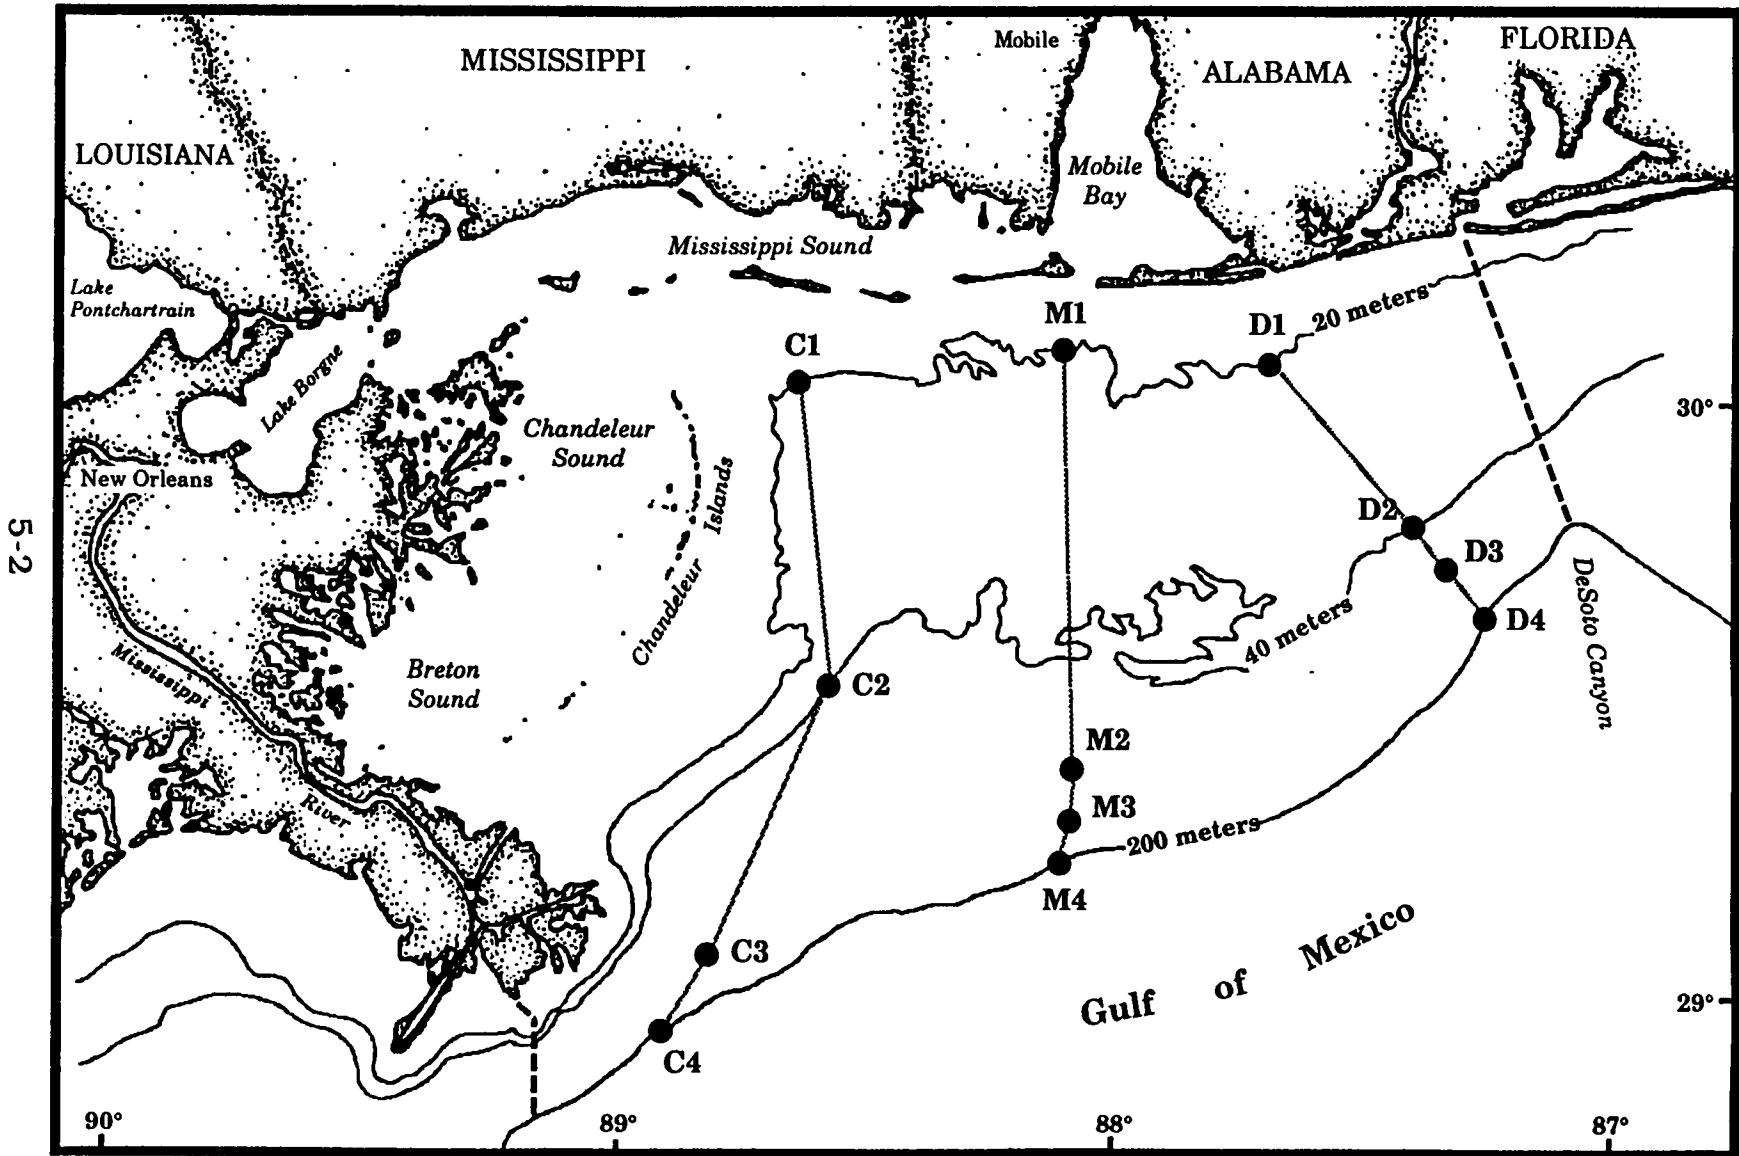 MISSISSIPPI
Mobile
ALABAMA
FLORIDA
LOUISIANA
Mobile
Bay
Mississippi Sound
Lake
Pontchartrain
Lake Borgne
C1
M1
D1
20 meters
30°
Chandeleur
Sound
New Orleans
Chandeleur Islands
5-2
D2
D3
D4
DeSoto Canyon
40 meters
Mississippi River
Breton
Sound
C2
M2
M3
200 meters
M4
C3
C4
Gulf of Mexico
29°
90°
89°
88°
87°